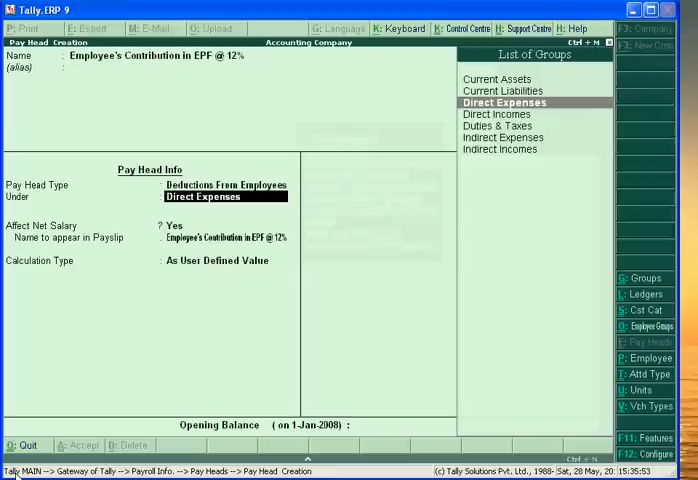 Tally.ERP 9
P: Print E: Export M: E-Mail O: Upload G: Language K: Keyboard K: Control Centre H: Support Centre H: Help
F3: Company
Pay Head Creation Accounting Company Ctrl + M
Name : Employee's Contribution in EPF @ 12%
(alias) :
List of Groups
Current Assets
Current Liabilities
Direct Expenses
Direct Incomes
Duties & Taxes
Indirect Expenses
Indirect Incomes
Pay Head Info
Pay Head Type : Deductions From Employees
Under : Direct Expenses
Affect Net Salary ? Yes
Name to appear in Payslip : Employee's Contribution in EPF @ 12%
Calculation Type : As User Defined Value
G: Groups
L: Ledgers
S: Cst Cat
O: Employee Groups
E: Pay Heads
P: Employee
T: Attd Type
U: Units
V: Vch Types
F11: Features
F12: Configure
Opening Balance ( on 1-Jan-2008) :
Q: Quit A: Accept D: Delete
Ctrl + N
Tally MAIN --> Gateway of Tally --> Payroll Info. --> Pay Heads --> Pay Head Creation (c) Tally Solutions Pvt. Ltd., 1988- Sat, 28 May, 20 15:35:53